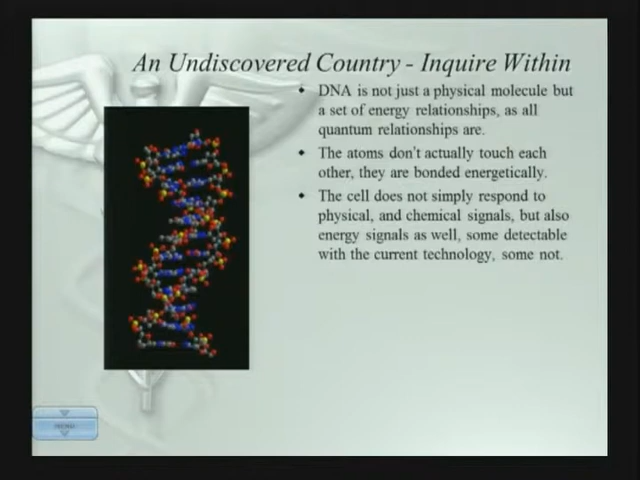 An Undiscovered Country - Inquire Within
DNA is not just a physical molecule but
a set of energy relationships, as all
quantum relationships are.
The atoms don't actually touch each
other, they are bonded energetically.
The cell does not simply respond to
physical, and chemical signals, but also
energy signals as well, some detectable
with the current technology, some not.